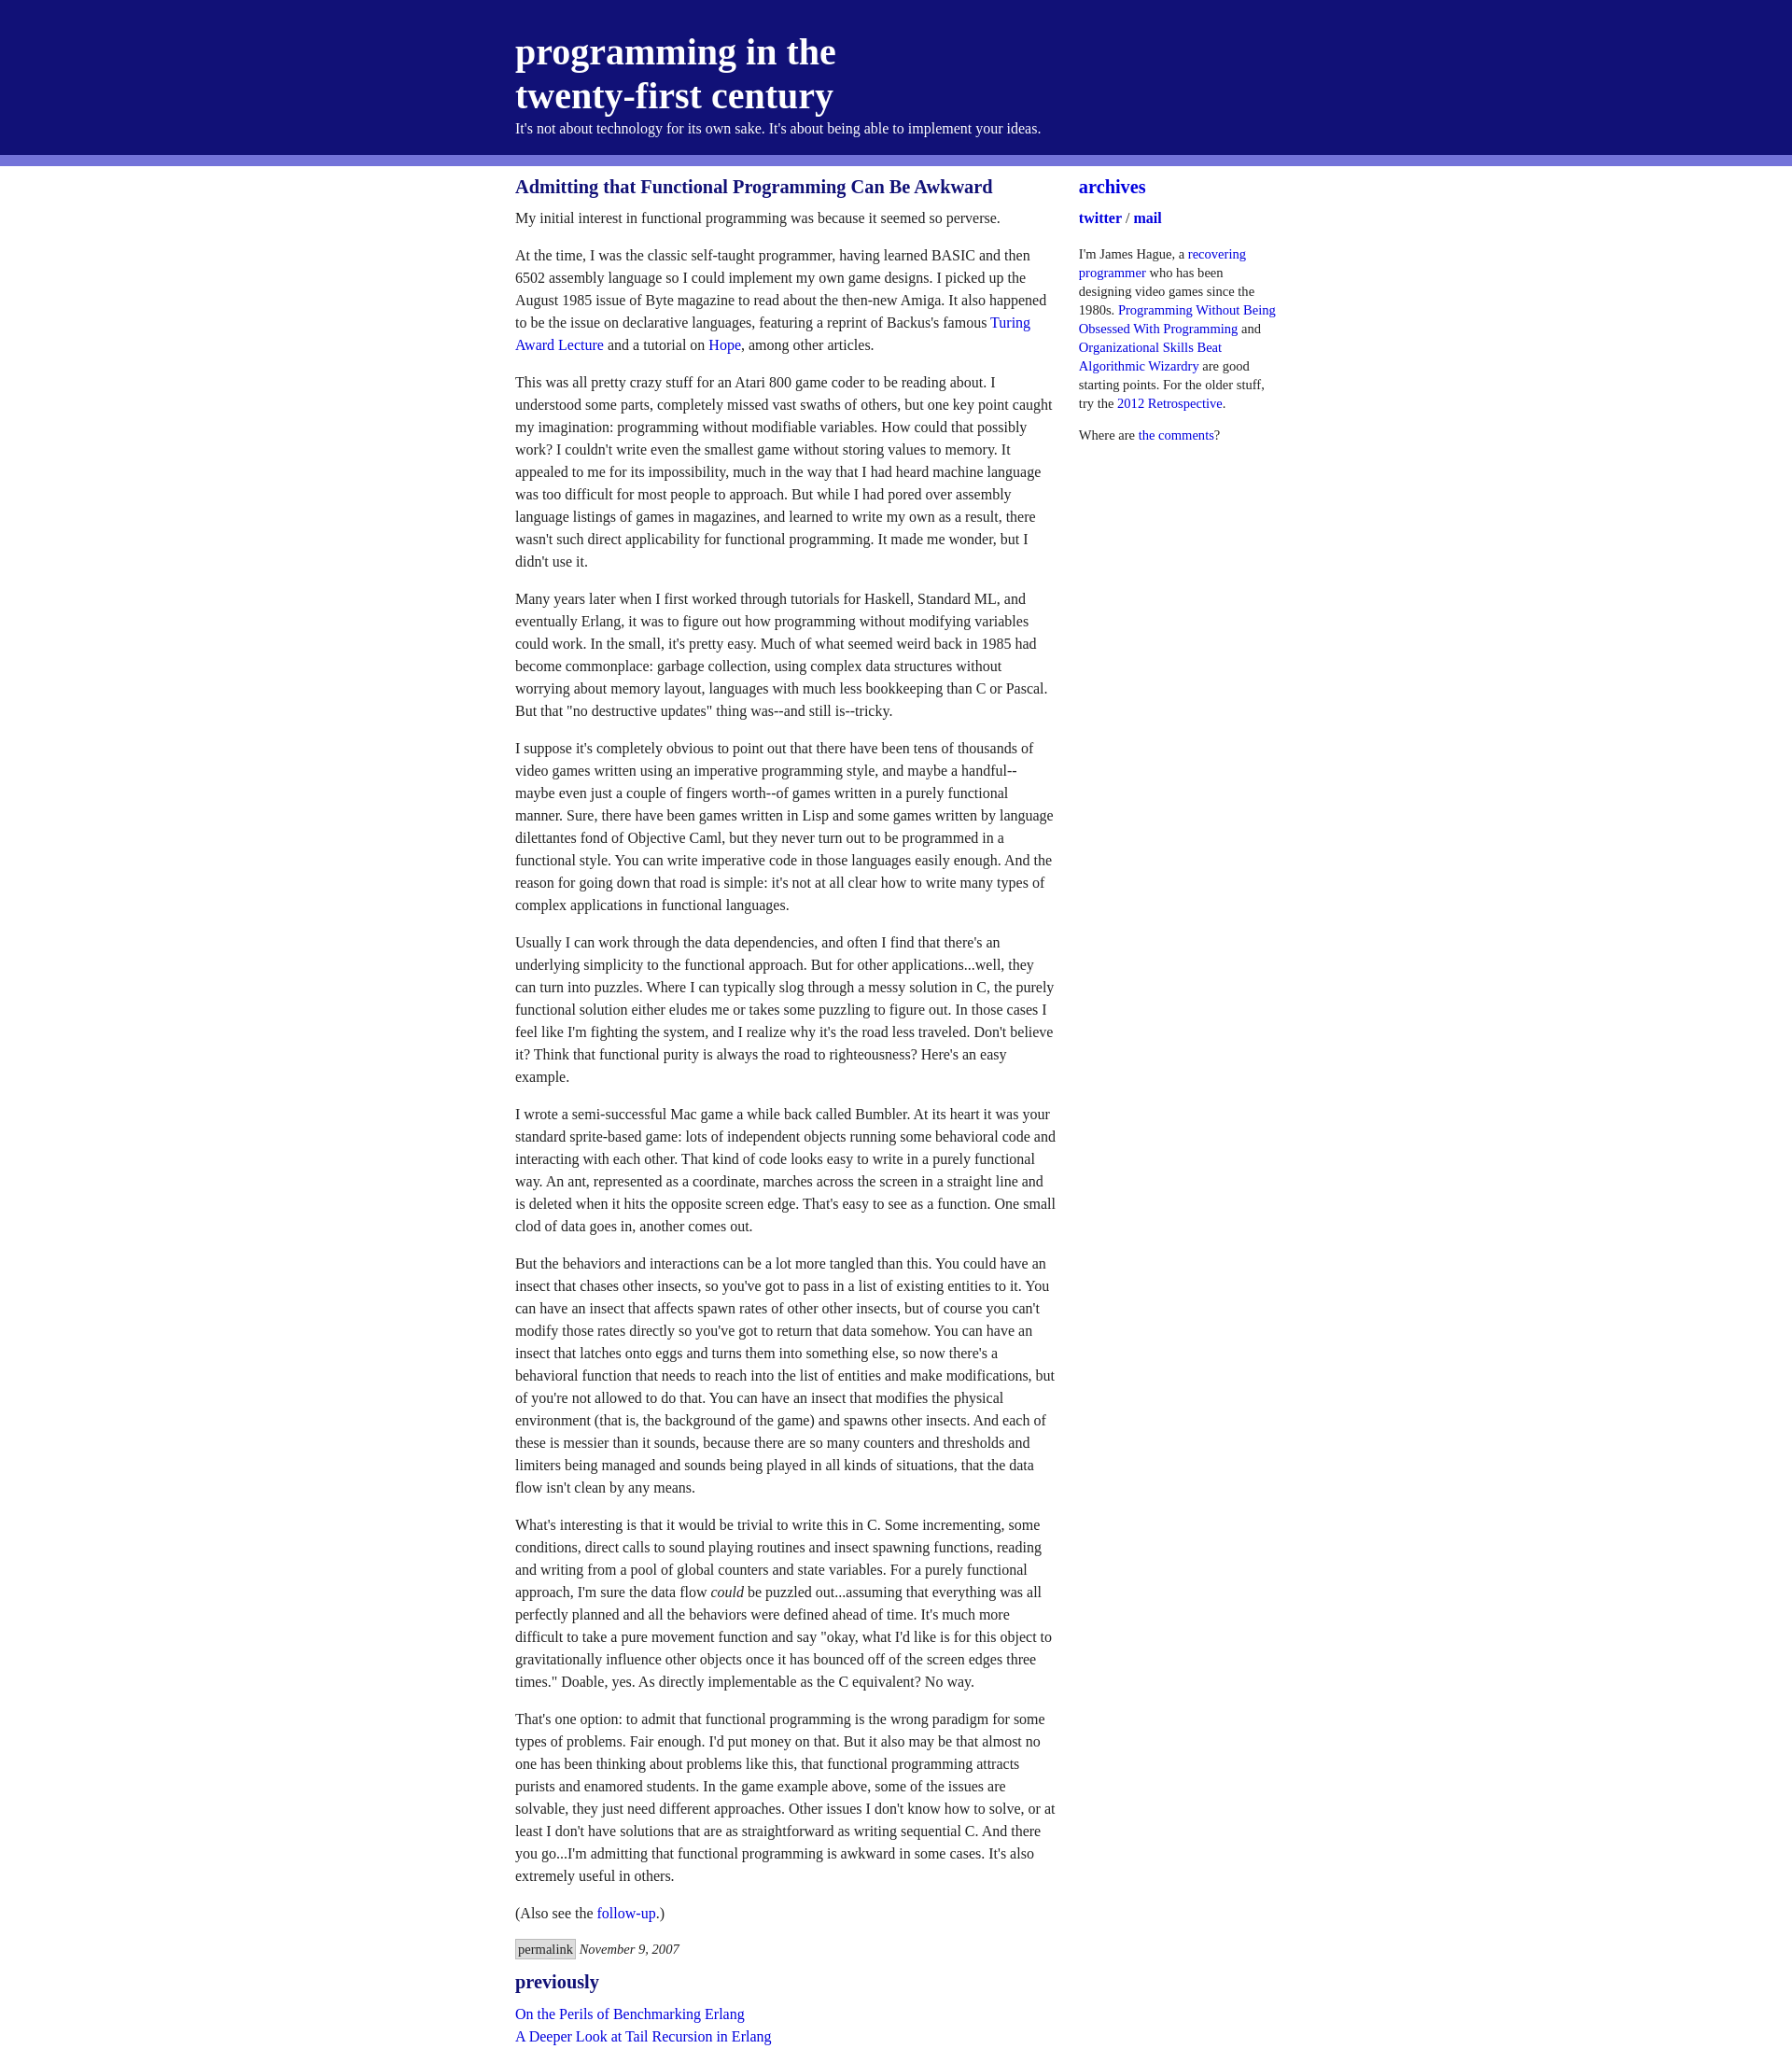 programming in the
twenty-first century
It's not about technology for its own sake. It's about being able to implement your ideas.
Admitting that Functional Programming Can Be Awkward
My initial interest in functional programming was because it seemed so perverse.
At the time, I was the classic self-taught programmer, having learned BASIC and then
6502 assembly language so I could implement my own game designs. I picked up the
August 1985 issue of Byte magazine to read about the then-new Amiga. It also happened
to be the issue on declarative languages, featuring a reprint of Backus's famous Turing
Award Lecture and a tutorial on Hope, among other articles.
This was all pretty crazy stuff for an Atari 800 game coder to be reading about. I
understood some parts, completely missed vast swaths of others, but one key point caught
my imagination: programming without modifiable variables. How could that possibly
work? I couldn't write even the smallest game without storing values to memory. It
appealed to me for its impossibility, much in the way that I had heard machine language
was too difficult for most people to approach. But while I had pored over assembly
language listings of games in magazines, and learned to write my own as a result, there
wasn't such direct applicability for functional programming. It made me wonder, but I
didn't use it.
Many years later when I first worked through tutorials for Haskell, Standard ML, and
eventually Erlang, it was to figure out how programming without modifying variables
could work. In the small, it's pretty easy. Much of what seemed weird back in 1985 had
become commonplace: garbage collection, using complex data structures without
worrying about memory layout, languages with much less bookkeeping than C or Pascal.
But that "no destructive updates" thing was--and still is--tricky.
I suppose it's completely obvious to point out that there have been tens of thousands of
video games written using an imperative programming style, and maybe a handful--
maybe even just a couple of fingers worth--of games written in a purely functional
manner. Sure, there have been games written in Lisp and some games written by language
dilettantes fond of Objective Caml, but they never turn out to be programmed in a
functional style. You can write imperative code in those languages easily enough. And the
reason for going down that road is simple: it's not at all clear how to write many types of
complex applications in functional languages.
Usually I can work through the data dependencies, and often I find that there's an
underlying simplicity to the functional approach. But for other applications...well, they
can turn into puzzles. Where I can typically slog through a messy solution in C, the purely
functional solution either eludes me or takes some puzzling to figure out. In those cases I
feel like I'm fighting the system, and I realize why it's the road less traveled. Don't believe
it? Think that functional purity is always the road to righteousness? Here's an easy
example.
I wrote a semi-successful Mac game a while back called Bumbler. At its heart it was your
standard sprite-based game: lots of independent objects running some behavioral code and
interacting with each other. That kind of code looks easy to write in a purely functional
way. An ant, represented as a coordinate, marches across the screen in a straight line and
is deleted when it hits the opposite screen edge. That's easy to see as a function. One small
clod of data goes in, another comes out.
But the behaviors and interactions can be a lot more tangled than this. You could have an
insect that chases other insects, so you've got to pass in a list of existing entities to it. You
can have an insect that affects spawn rates of other other insects, but of course you can't
modify those rates directly so you've got to return that data somehow. You can have an
insect that latches onto eggs and turns them into something else, so now there's a
behavioral function that needs to reach into the list of entities and make modifications, but
of you're not allowed to do that. You can have an insect that modifies the physical
environment (that is, the background of the game) and spawns other insects. And each of
these is messier than it sounds, because there are so many counters and thresholds and
limiters being managed and sounds being played in all kinds of situations, that the data
flow isn't clean by any means.
What's interesting is that it would be trivial to write this in C. Some incrementing, some
conditions, direct calls to sound playing routines and insect spawning functions, reading
and writing from a pool of global counters and state variables. For a purely functional
approach, I'm sure the data flow could be puzzled out...assuming that everything was all
perfectly planned and all the behaviors were defined ahead of time. It's much more
difficult to take a pure movement function and say "okay, what I'd like is for this object to
gravitationally influence other objects once it has bounced off of the screen edges three
times." Doable, yes. As directly implementable as the C equivalent? No way.
That's one option: to admit that functional programming is the wrong paradigm for some
types of problems. Fair enough. I'd put money on that. But it also may be that almost no
one has been thinking about problems like this, that functional programming attracts
purists and enamored students. In the game example above, some of the issues are
solvable, they just need different approaches. Other issues I don't know how to solve, or at
least I don't have solutions that are as straightforward as writing sequential C. And there
you go...I'm admitting that functional programming is awkward in some cases. It's also
extremely useful in others.
(Also see the follow-up.)
permalink November 9, 2007
previously
On the Perils of Benchmarking Erlang
A Deeper Look at Tail Recursion in Erlang
archives
twitter / mail
I'm James Hague, a recovering
programmer who has been
designing video games since the
1980s. Programming Without Being
Obsessed With Programming and
Organizational Skills Beat
Algorithmic Wizardry are good
starting points. For the older stuff,
try the 2012 Retrospective.
Where are the comments?